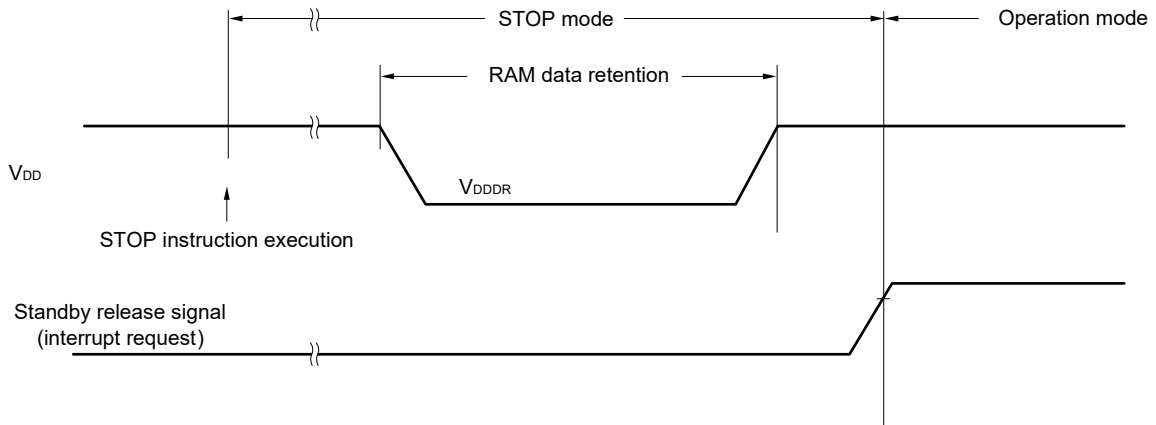 STOP mode
Operation mode
RAM data retention
VDD
VDDDR
STOP instruction execution
Standby release signal
(interrupt request)